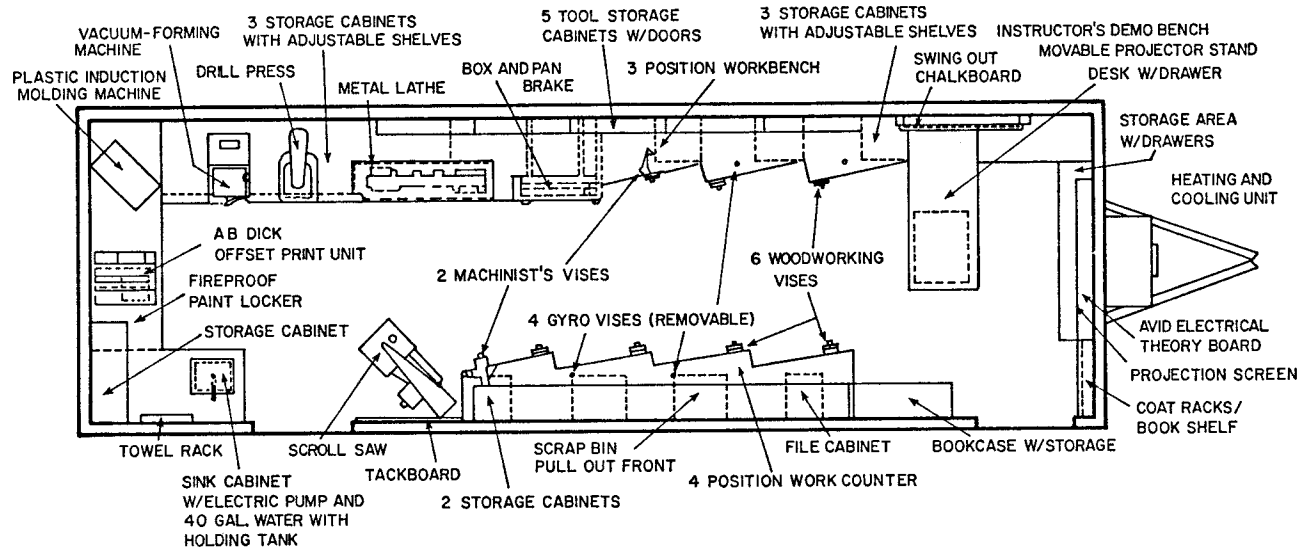 VACUUM-FORMING
MACHINE
3 STORAGE CABINETS
WITH ADJUSTABLE SHELVES
5 TOOL STORAGE
CABINETS W/DOORS
3 STORAGE CABINETS
WITH ADJUSTABLE SHELVES
INSTRUCTOR'S DEMO BENCH
MOVABLE PROJECTOR STAND
DESK W/DRAWER
PLASTIC INDUCTION
MOLDING MACHINE
DRILL PRESS
METAL LATHE
BOX AND PAN
BRAKE
3 POSITION WORKBENCH
SWING OUT
CHALKBOARD
STORAGE AREA
W/DRAWERS
HEATING AND
COOLING UNIT
AB DICK
OFFSET PRINT UNIT
FIREPROOF
PAINT LOCKER
STORAGE CABINET
2 MACHINIST'S VISES
6 WOODWORKING
VISES
4 GYRO VISES (REMOVABLE)
AVID ELECTRICAL
THEORY BOARD
PROJECTION SCREEN
COAT RACKS/
BOOK SHELF
TOWEL RACK
SINK CABINET
W/ELECTRIC PUMP AND
40 GAL. WATER WITH
HOLDING TANK
SCROLL SAW
TACKBOARD
2 STORAGE CABINETS
SCRAP BIN
PULL OUT FRONT
4 POSITION WORK COUNTER
FILE CABINET
BOOKCASE W/STORAGE